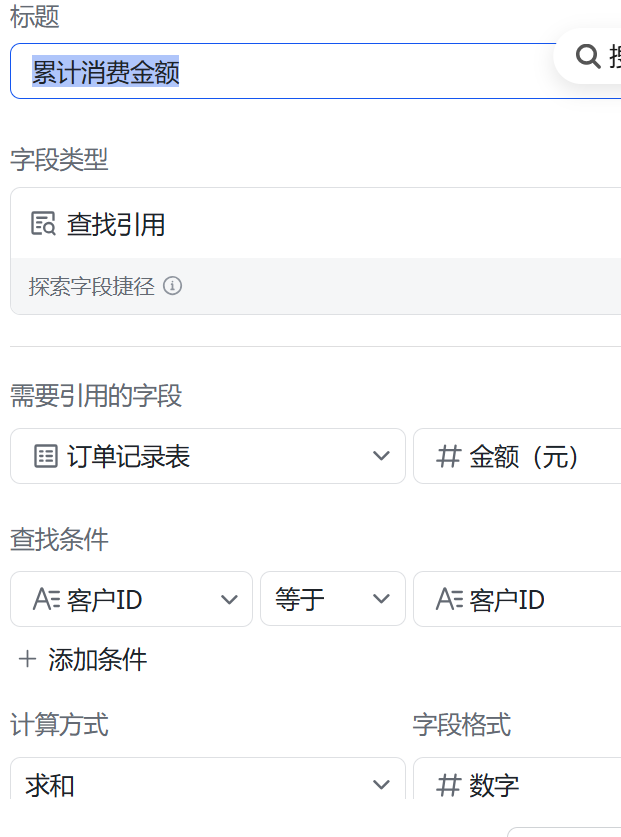 标题
累计消费金额
字段类型
查找引用
探索字段捷径
需要引用的字段
订单记录表 金额（元）
查找条件
客户ID 等于 客户ID
+ 添加条件
计算方式 字段格式
求和 数字